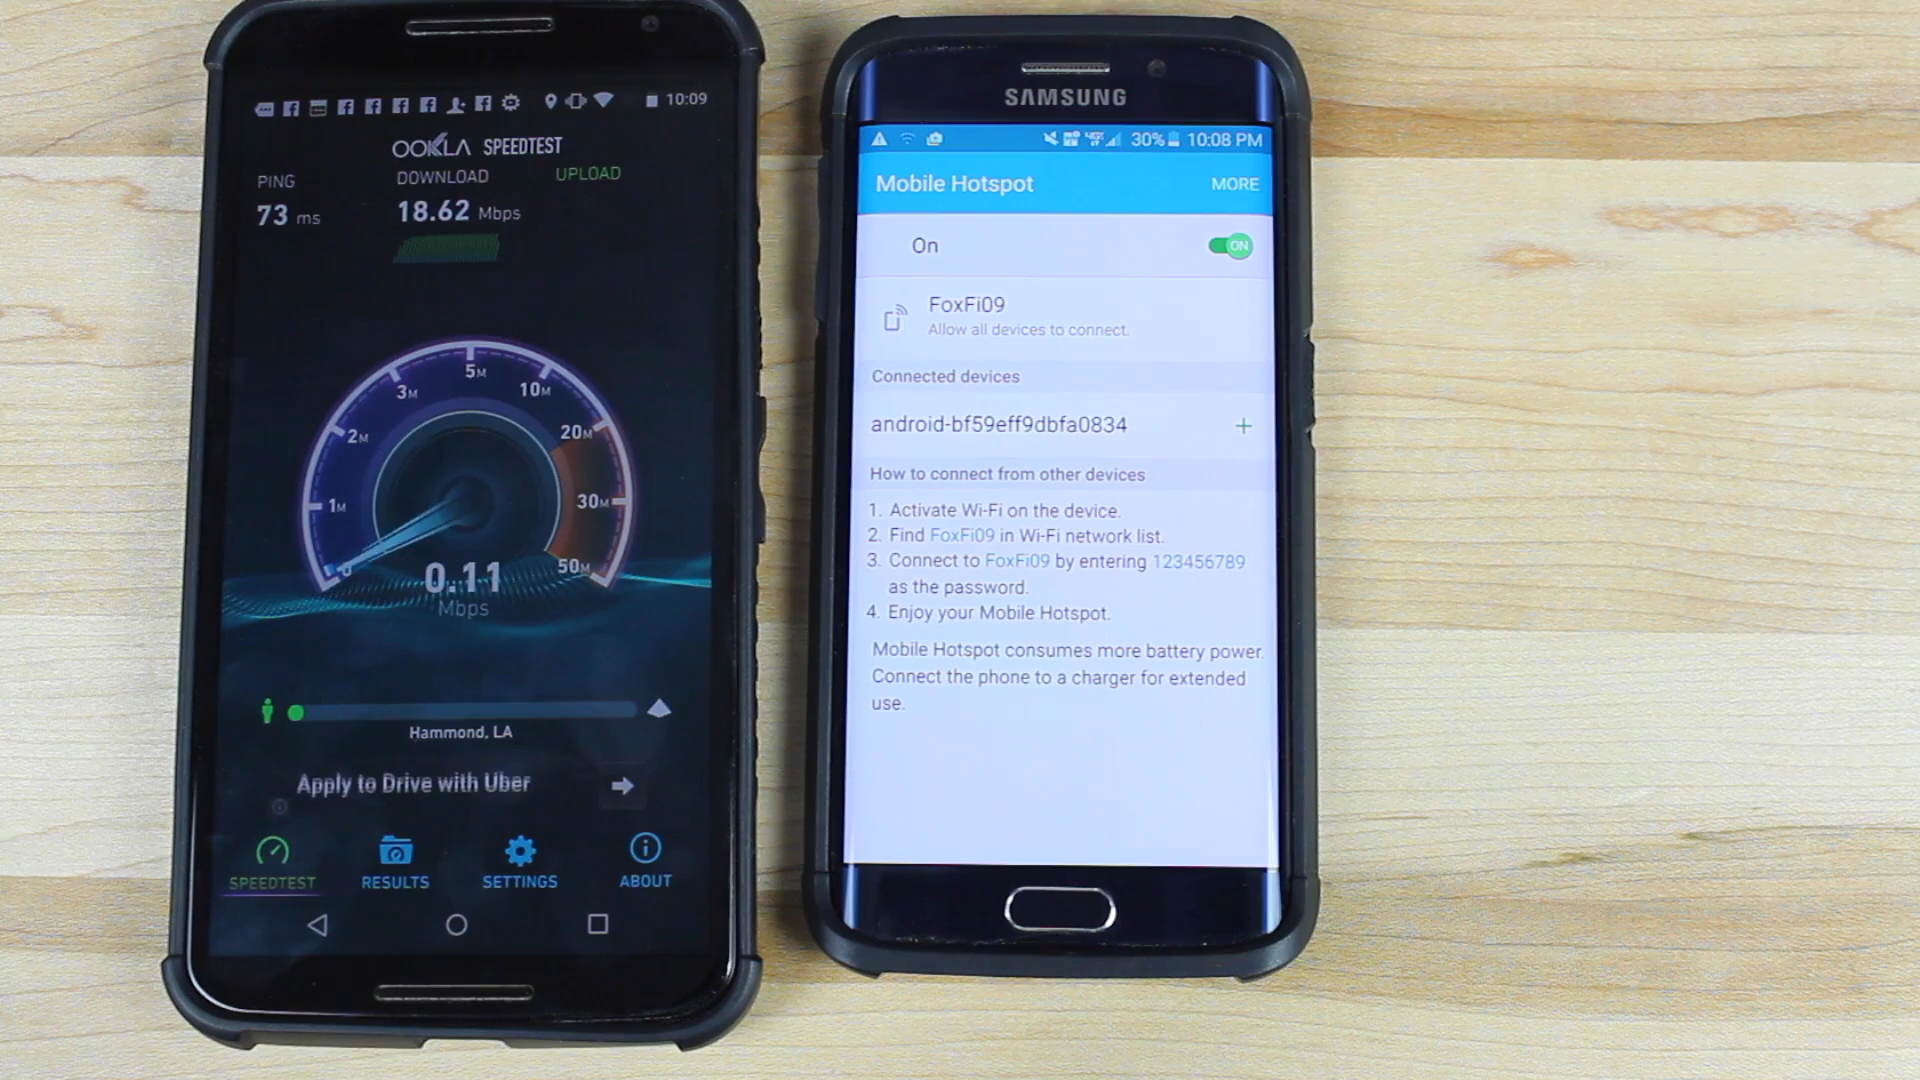 10:09
OOKLA SPEEDTEST
PING
DOWNLOAD
UPLOAD
73 ms
18.62 Mbps
5M
3M
10M
2M
20M
1M
30M
0
50M
0.11
Mbps
Hammond, LA
Apply to Drive with Uber
SPEEDTEST
RESULTS
SETTINGS
ABOUT
SAMSUNG
30% 10:08 PM
Mobile Hotspot
MORE
On
ON
FoxFi09
Allow all devices to connect.
Connected devices
android-bf59eff9dbfa0834
How to connect from other devices
1. Activate Wi-Fi on the device.
2. Find FoxFi09 in Wi-Fi network list.
3. Connect to FoxFi09 by entering 123456789
as the password.
4. Enjoy your Mobile Hotspot.
Mobile Hotspot consumes more battery power.
Connect the phone to a charger for extended
use.